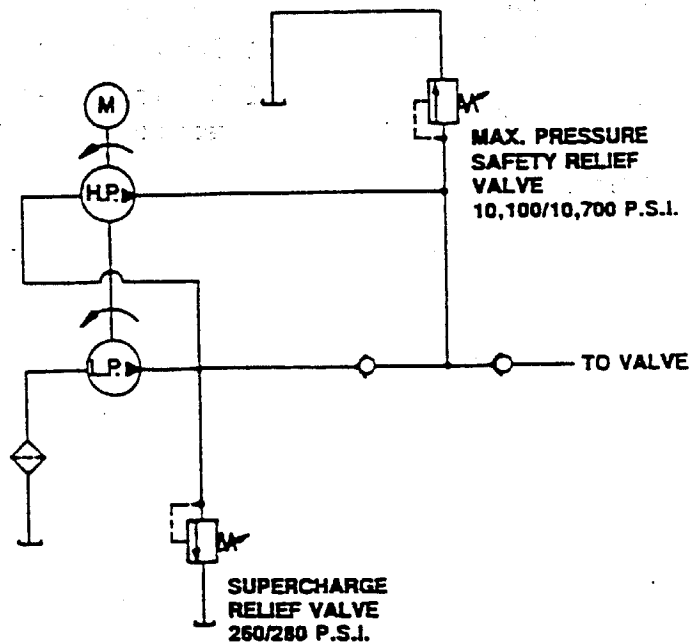 M
MAX. PRESSURE
SAFETY RELIEF
VALVE
10,100/10,700 P.S.I.
H.P.
L.P.
TO VALVE
SUPERCHARGE
RELIEF VALVE
260/280 P.S.I.